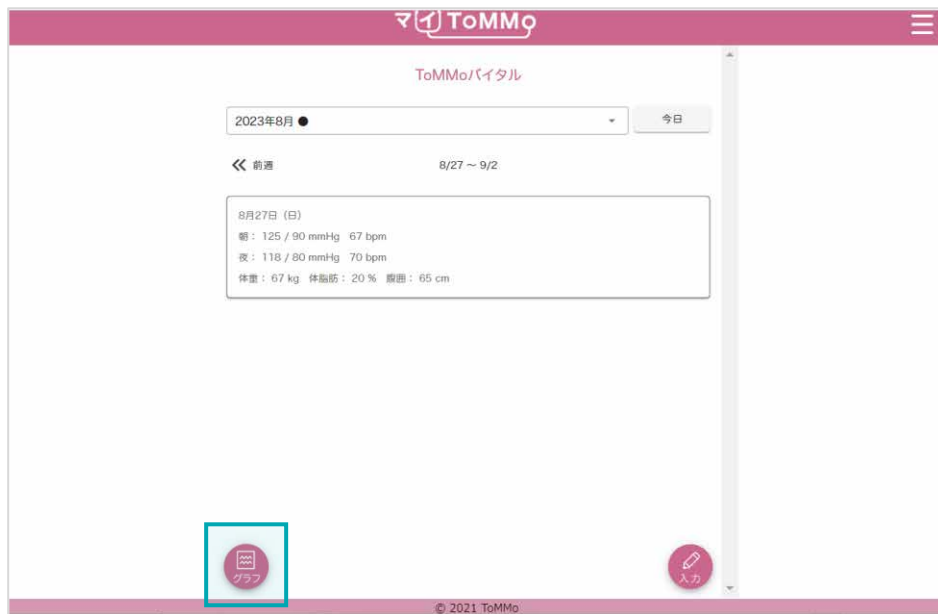 マイToMMo
ToMMoバイタル
2023年8月 ●
今日
前週
8/27 ~ 9/2
8月27日（日）
朝： 125 / 90 mmHg 67 bpm
夜： 118 / 80 mmHg 70 bpm
体重： 67 kg 体脂肪： 20 % 腹囲： 65 cm
グラフ
入力
© 2021 ToMMo